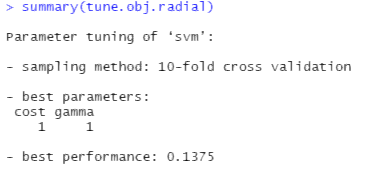 > summary(tune.obj.radial)
Parameter tuning of ‘svm’:
- sampling method: 10-fold cross validation
- best parameters:
cost gamma
1 1
- best performance: 0.1375